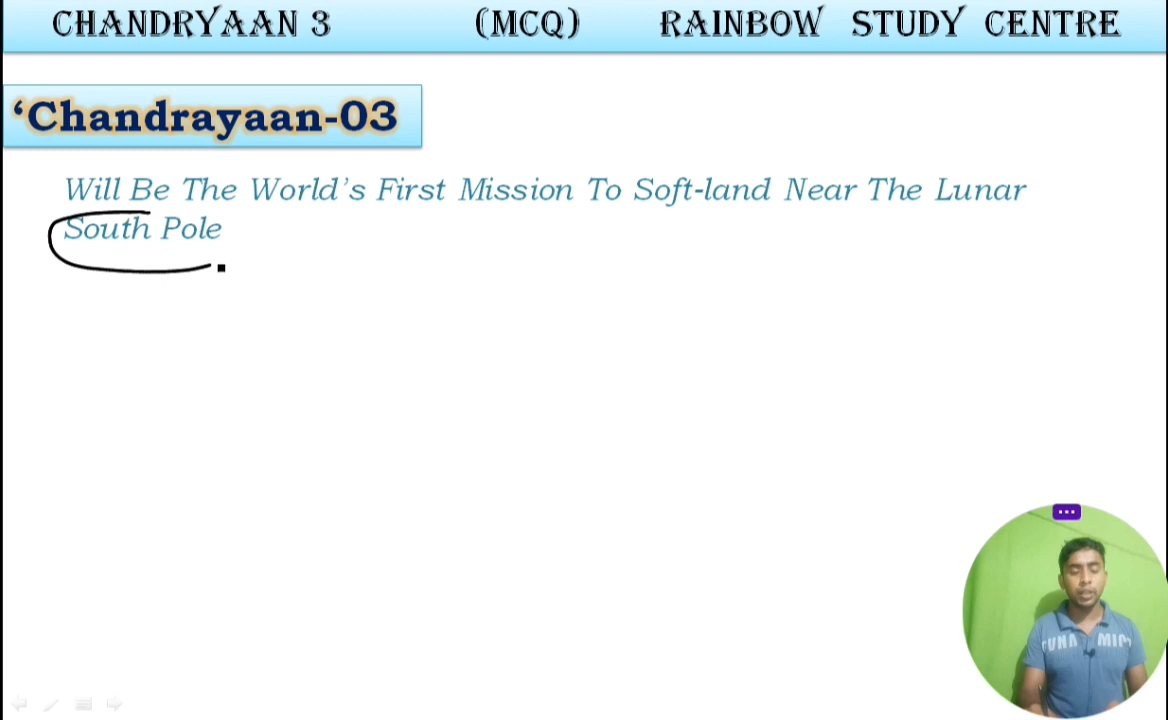 CHANDRYAAN 3 (MCQ) RAINBOW STUDY CENTRE
‘Chandrayaan-03
Will Be The World’s First Mission To Soft-land Near The Lunar
South Pole